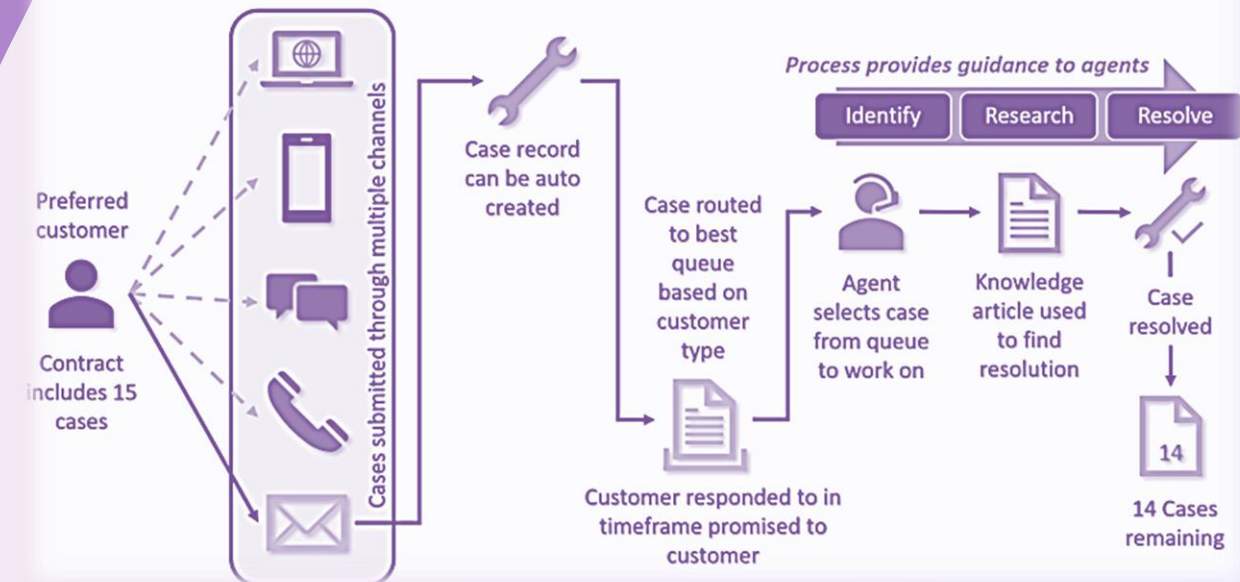 Preferred
customer
Contract
includes 15
cases
Cases submitted through multiple channels
Case record
can be auto
created
Case routed
to best
queue
based on
customer
type
Customer responded to in
timeframe promised to
customer
Process provides guidance to agents
Identify
Research
Resolve
Agent
selects case
from queue
to work on
Knowledge
article used
to find
resolution
Case
resolved
14
14 Cases
remaining